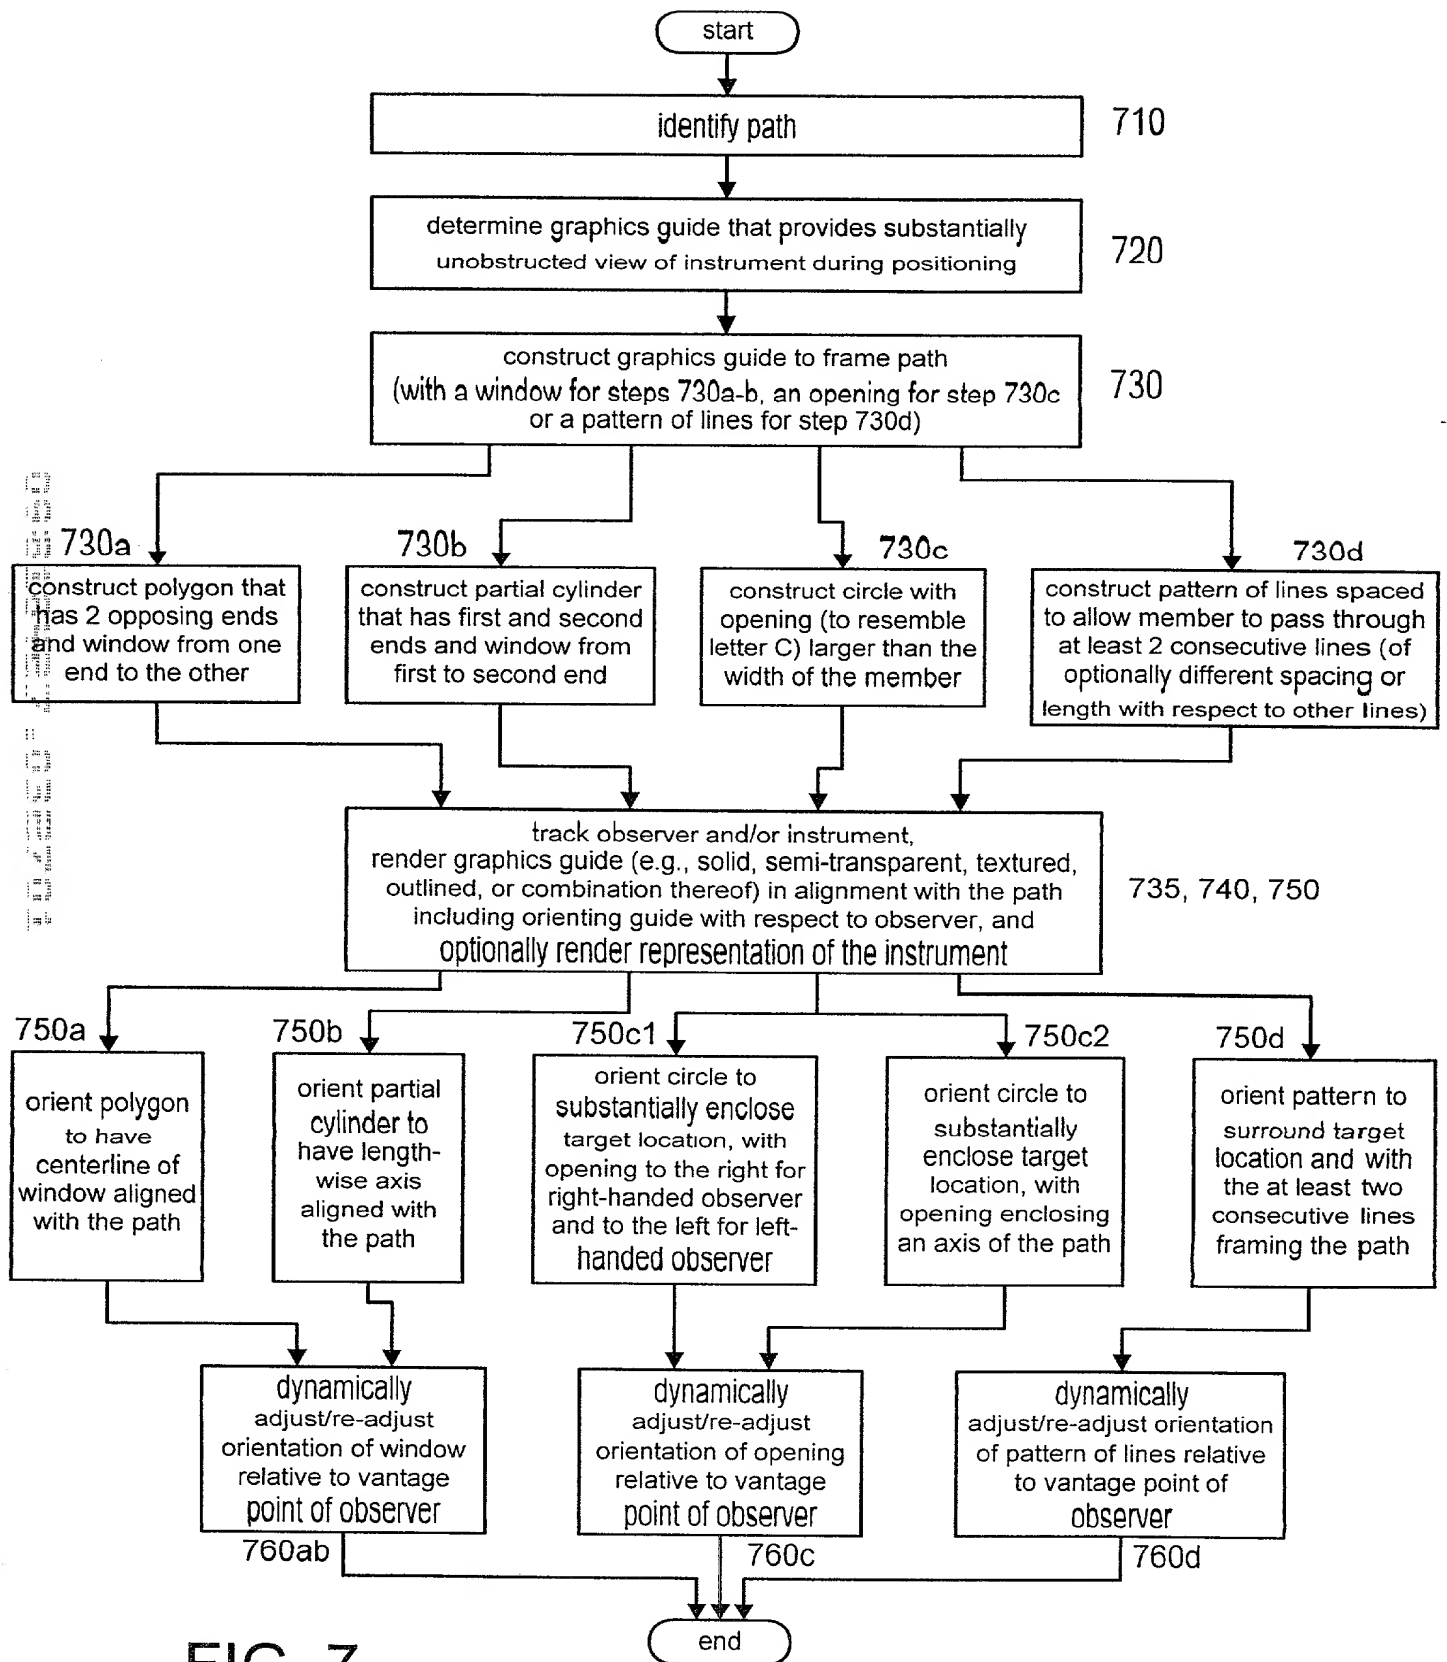 start
identify path
710
determine graphics guide that provides substantially
unobstructed view of instrument during positioning
720
construct graphics guide to frame path
(with a window for steps 730a-b, an opening for step 730c
or a pattern of lines for step 730d)
730
730a
construct polygon that
has 2 opposing ends
and window from one
end to the other
730b
construct partial cylinder
that has first and second
ends and window from
first to second end
730c
construct circle with
opening (to resemble
letter C) larger than the
width of the member
730d
construct pattern of lines spaced
to allow member to pass through
at least 2 consecutive lines (of
optionally different spacing or
length with respect to other lines)
track observer and/or instrument,
render graphics guide (e.g., solid, semi-transparent, textured,
outlined, or combination thereof) in alignment with the path
including orienting guide with respect to observer, and
optionally render representation of the instrument
735, 740, 750
750a
orient polygon
to have
centerline of
window aligned
with the path
750b
orient partial
cylinder to
have length-
wise axis
aligned with
the path
750c1
orient circle to
substantially enclose
target location, with
opening to the right for
right-handed observer
and to the left for left-
handed observer
750c2
orient circle to
substantially
enclose target
location, with
opening enclosing
an axis of the path
750d
orient pattern to
surround target
location and with
the at least two
consecutive lines
framing the path
dynamically
adjust/re-adjust
orientation of window
relative to vantage
point of observer
760ab
dynamically
adjust/re-adjust
orientation of opening
relative to vantage
point of observer
760c
dynamically
adjust/re-adjust orientation
of pattern of lines relative
to vantage point of
observer
760d
end
FIG. 7